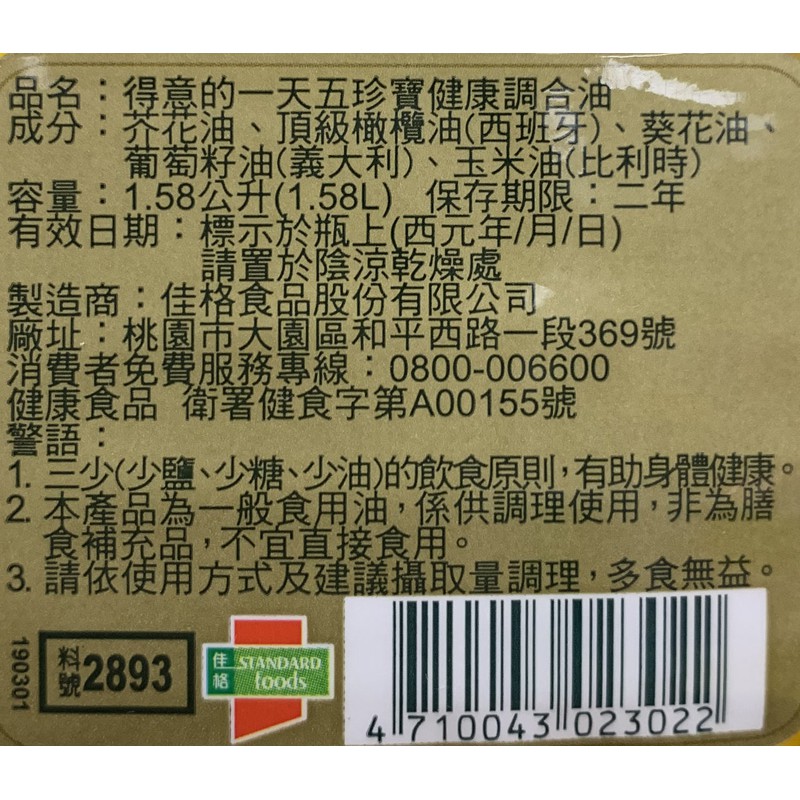 品名：得意的一天五珍寶健康調合油
成分：芥花油、頂級橄欖油(西班牙)、葵花油、
葡萄籽油(義大利)、玉米油(比利時)
容量：1.58公升(1.58L) 保存期限：二年
有效日期：標示於瓶上(西元年/月/日)
請置於陰涼乾燥處
製造商：佳格食品股份有限公司
廠址：桃園市大園區和平西路一段369號
消費者免費服務專線：0800-006600
健康食品 衛署健食字第A00155號
警語：
1. 三少(少鹽、少糖、少油)的飲食原則，有助身體健康。
2. 本產品為一般食用油，係供調理使用，非為膳
食補充品，不宜直接食用。
3. 請依使用方式及建議攝取量調理，多食無益。
190301
料號2893
佳格 STANDARD foods
4 710043 023022